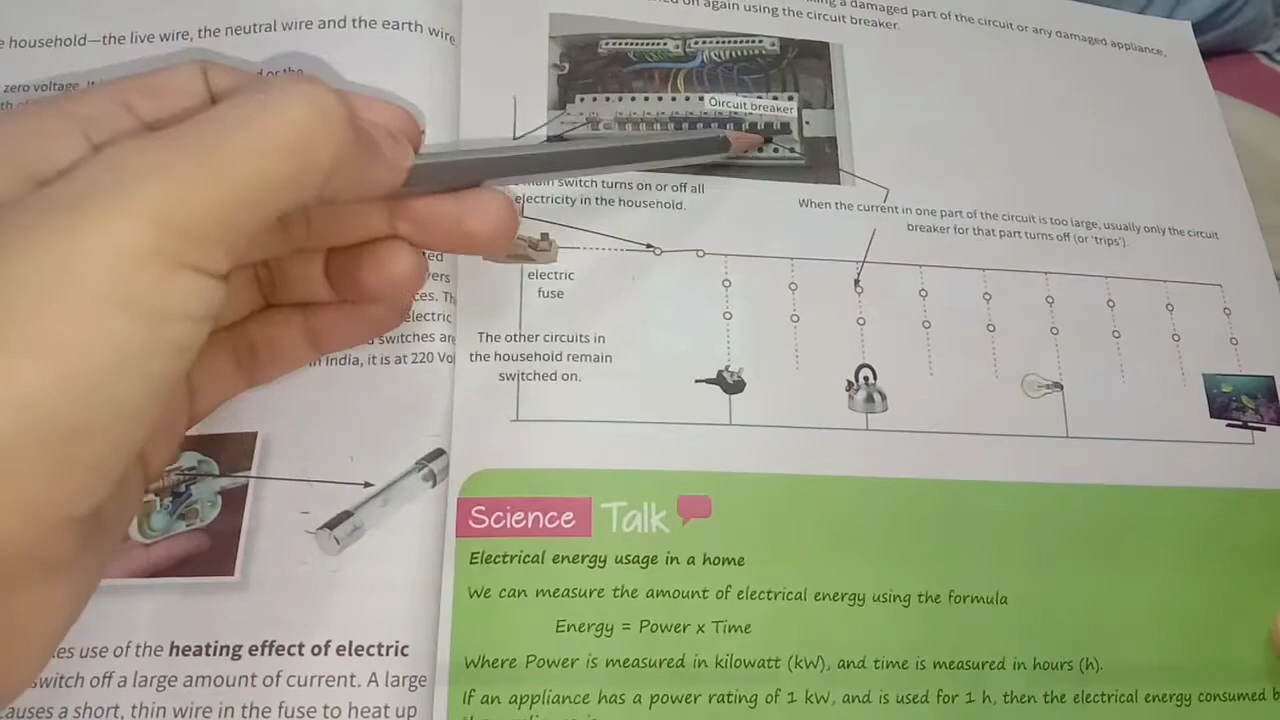 e household—the live wire, the neutral wire and the earth wire
zero voltage.
or the
ted
electric
switches are
India, it is at 220 Vo
es use of the heating effect of electric
switch off a large amount of current. A large
causes a short, thin wire in the fuse to heat up
a damaged part of the circuit or any damaged appliance,
on again using the circuit breaker.
Circuit breaker
main switch turns on or off all
electricity in the household.
When the current in one part of the circuit is too large, usually only the circuit
breaker for that part turns off (or 'trips').
electric
fuse
The other circuits in
the household remain
switched on.
Science Talk
Electrical energy usage in a home
We can measure the amount of electrical energy using the formula
Energy = Power x Time
Where Power is measured in kilowatt (kW), and time is measured in hours (h).
If an appliance has a power rating of 1 kW, and is used for 1 h, then the electrical energy consumed b